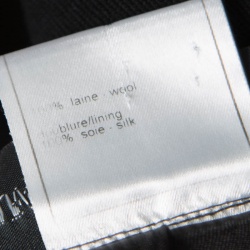 % laine - wool
doublure/lining
100% soie - silk